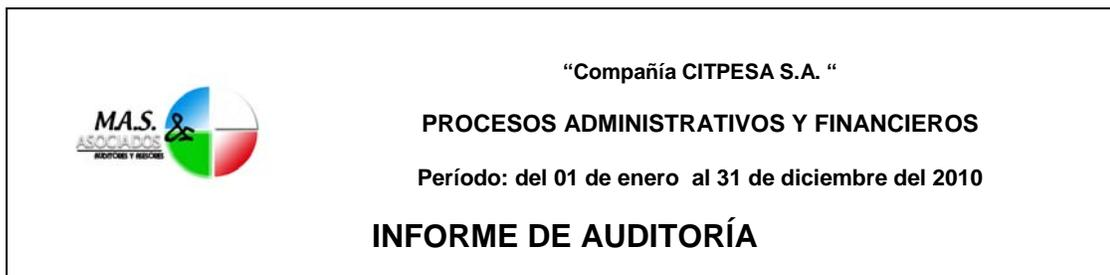 “Compañía CITPESA S.A. “
M.A.S. &
ASOCIADOS
AUDITORES Y ASESORES
PROCESOS ADMINISTRATIVOS Y FINANCIEROS
Período: del 01 de enero al 31 de diciembre del 2010
INFORME DE AUDITORÍA